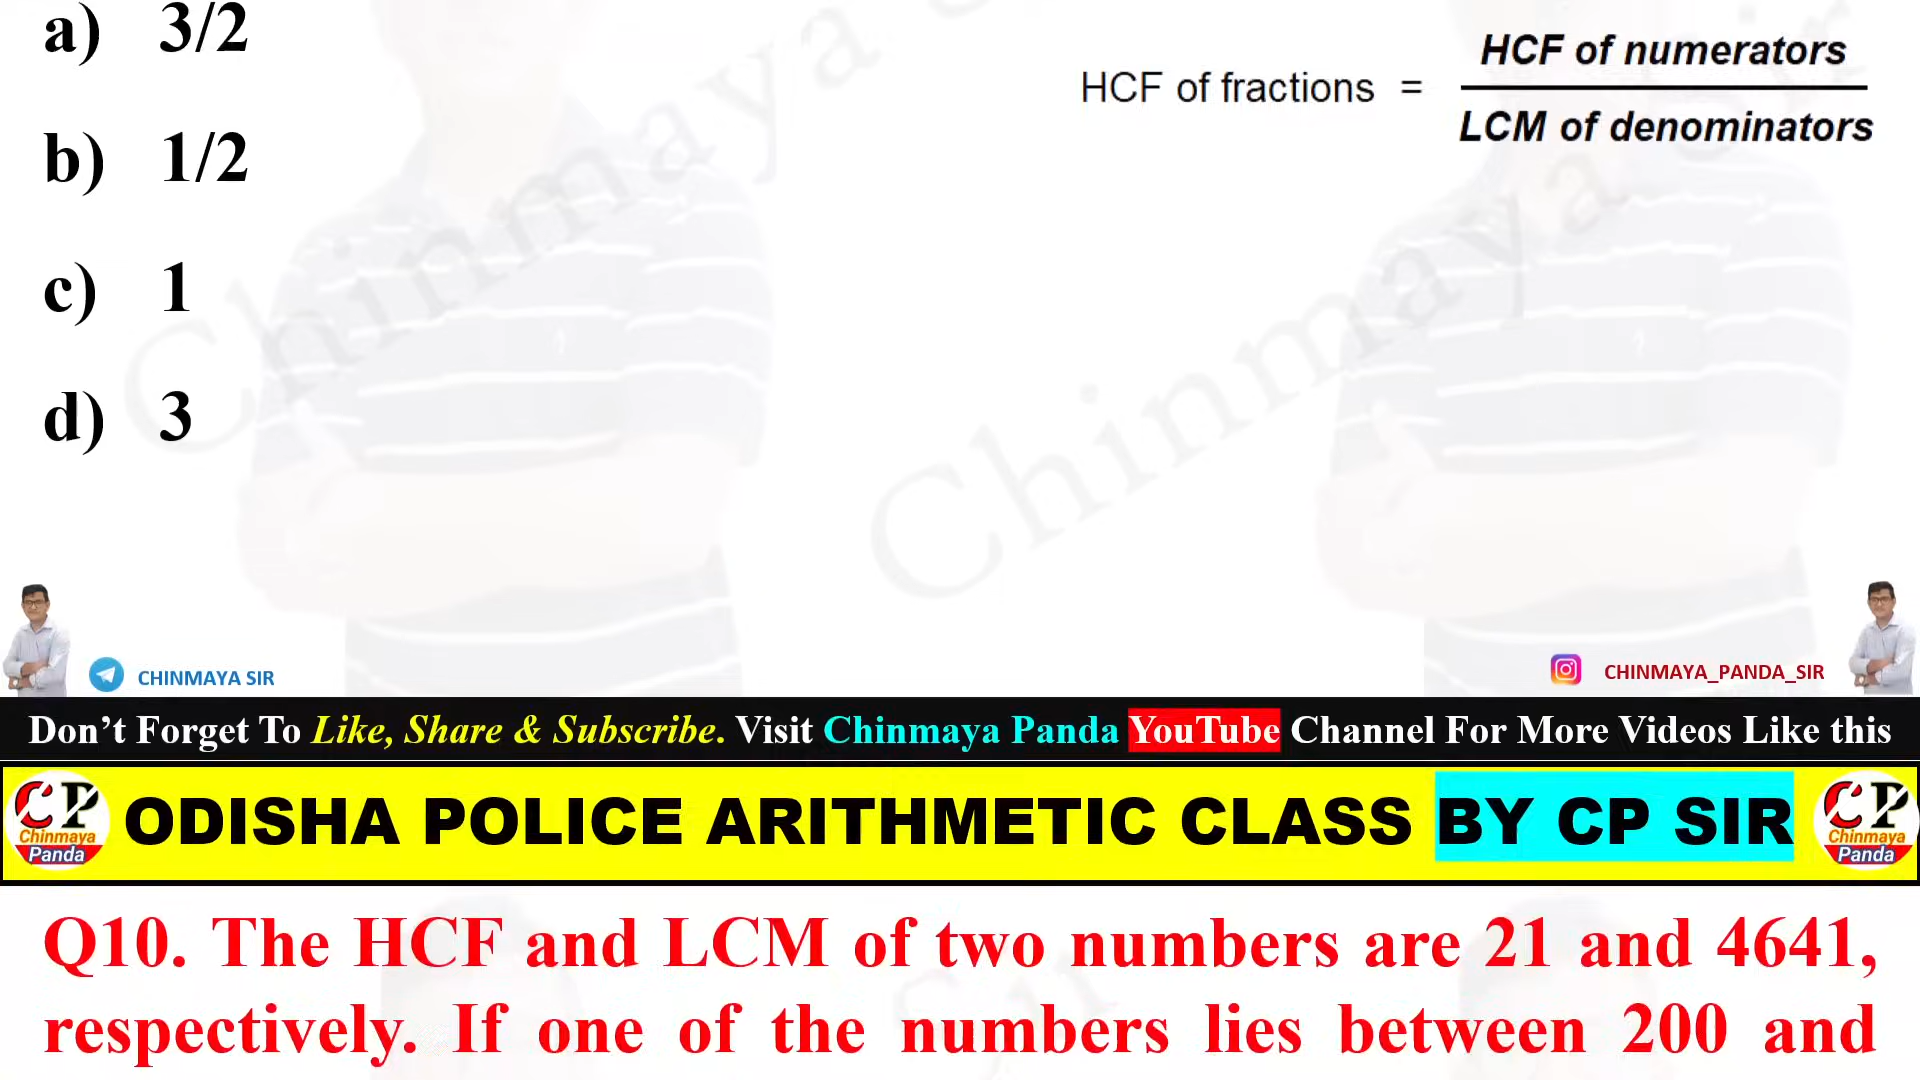 a) 3/2
HCF of fractions = HCF of numerators
LCM of denominators
b) 1/2
c) 1
d) 3
Chinmaya S
Chinmaya Sir
CHINMAYA SIR
CHINMAYA_PANDA_SIR
Don’t Forget To Like, Share & Subscribe. Visit Chinmaya Panda YouTube Channel For More Videos Like this
CP Chinmaya Panda
ODISHA POLICE ARITHMETIC CLASS BY CP SIR
CP Chinmaya Panda
Q10. The HCF and LCM of two numbers are 21 and 4641,
respectively. If one of the numbers lies between 200 and